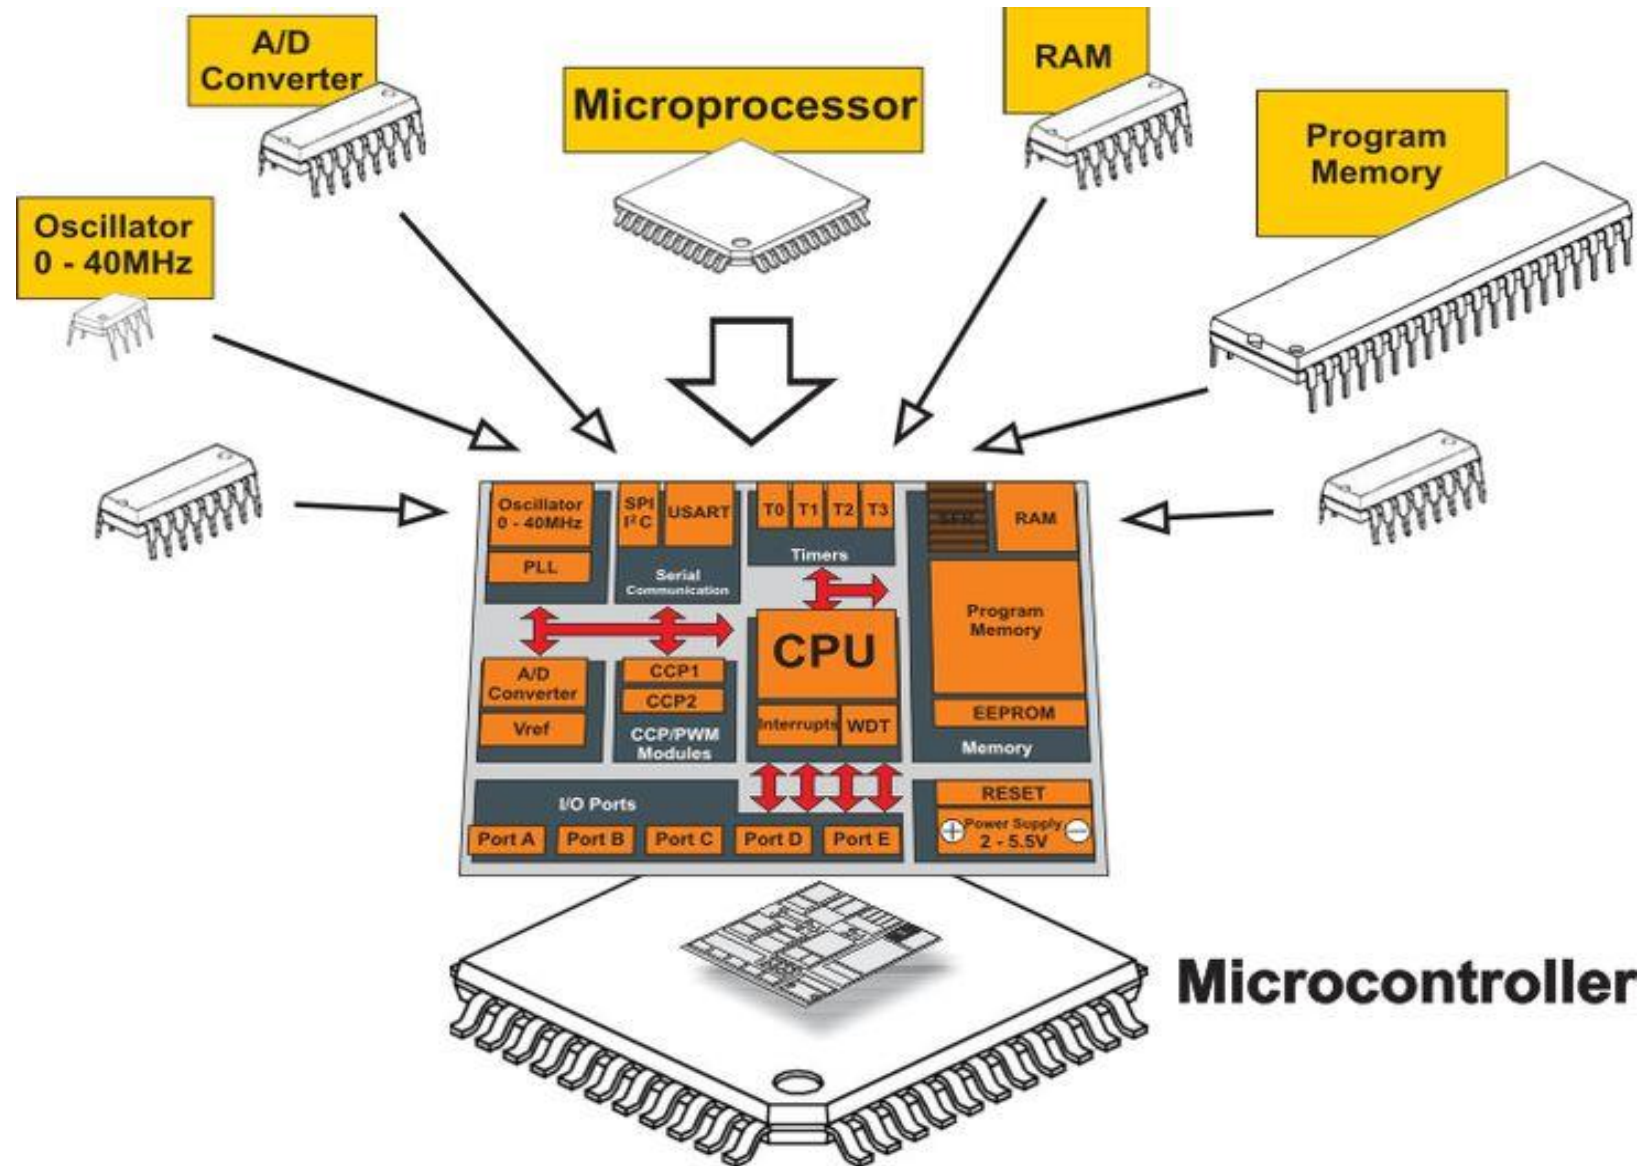 A/D
Converter
Microprocessor
RAM
Program
Memory
Oscillator
0 - 40MHz
Oscillator
0 - 40MHz
PLL
SPI
I²C
USART
Serial
Communication
T0
T1
T2
T3
Timers
SFR
RAM
Program
Memory
EEPROM
Memory
A/D
Converter
Vref
CCP1
CCP2
CCP/PWM
Modules
CPU
Interrupts
WDT
I/O Ports
Port A
Port B
Port C
Port D
Port E
RESET
+
Power Supply
2 - 5.5V
−
Microcontroller